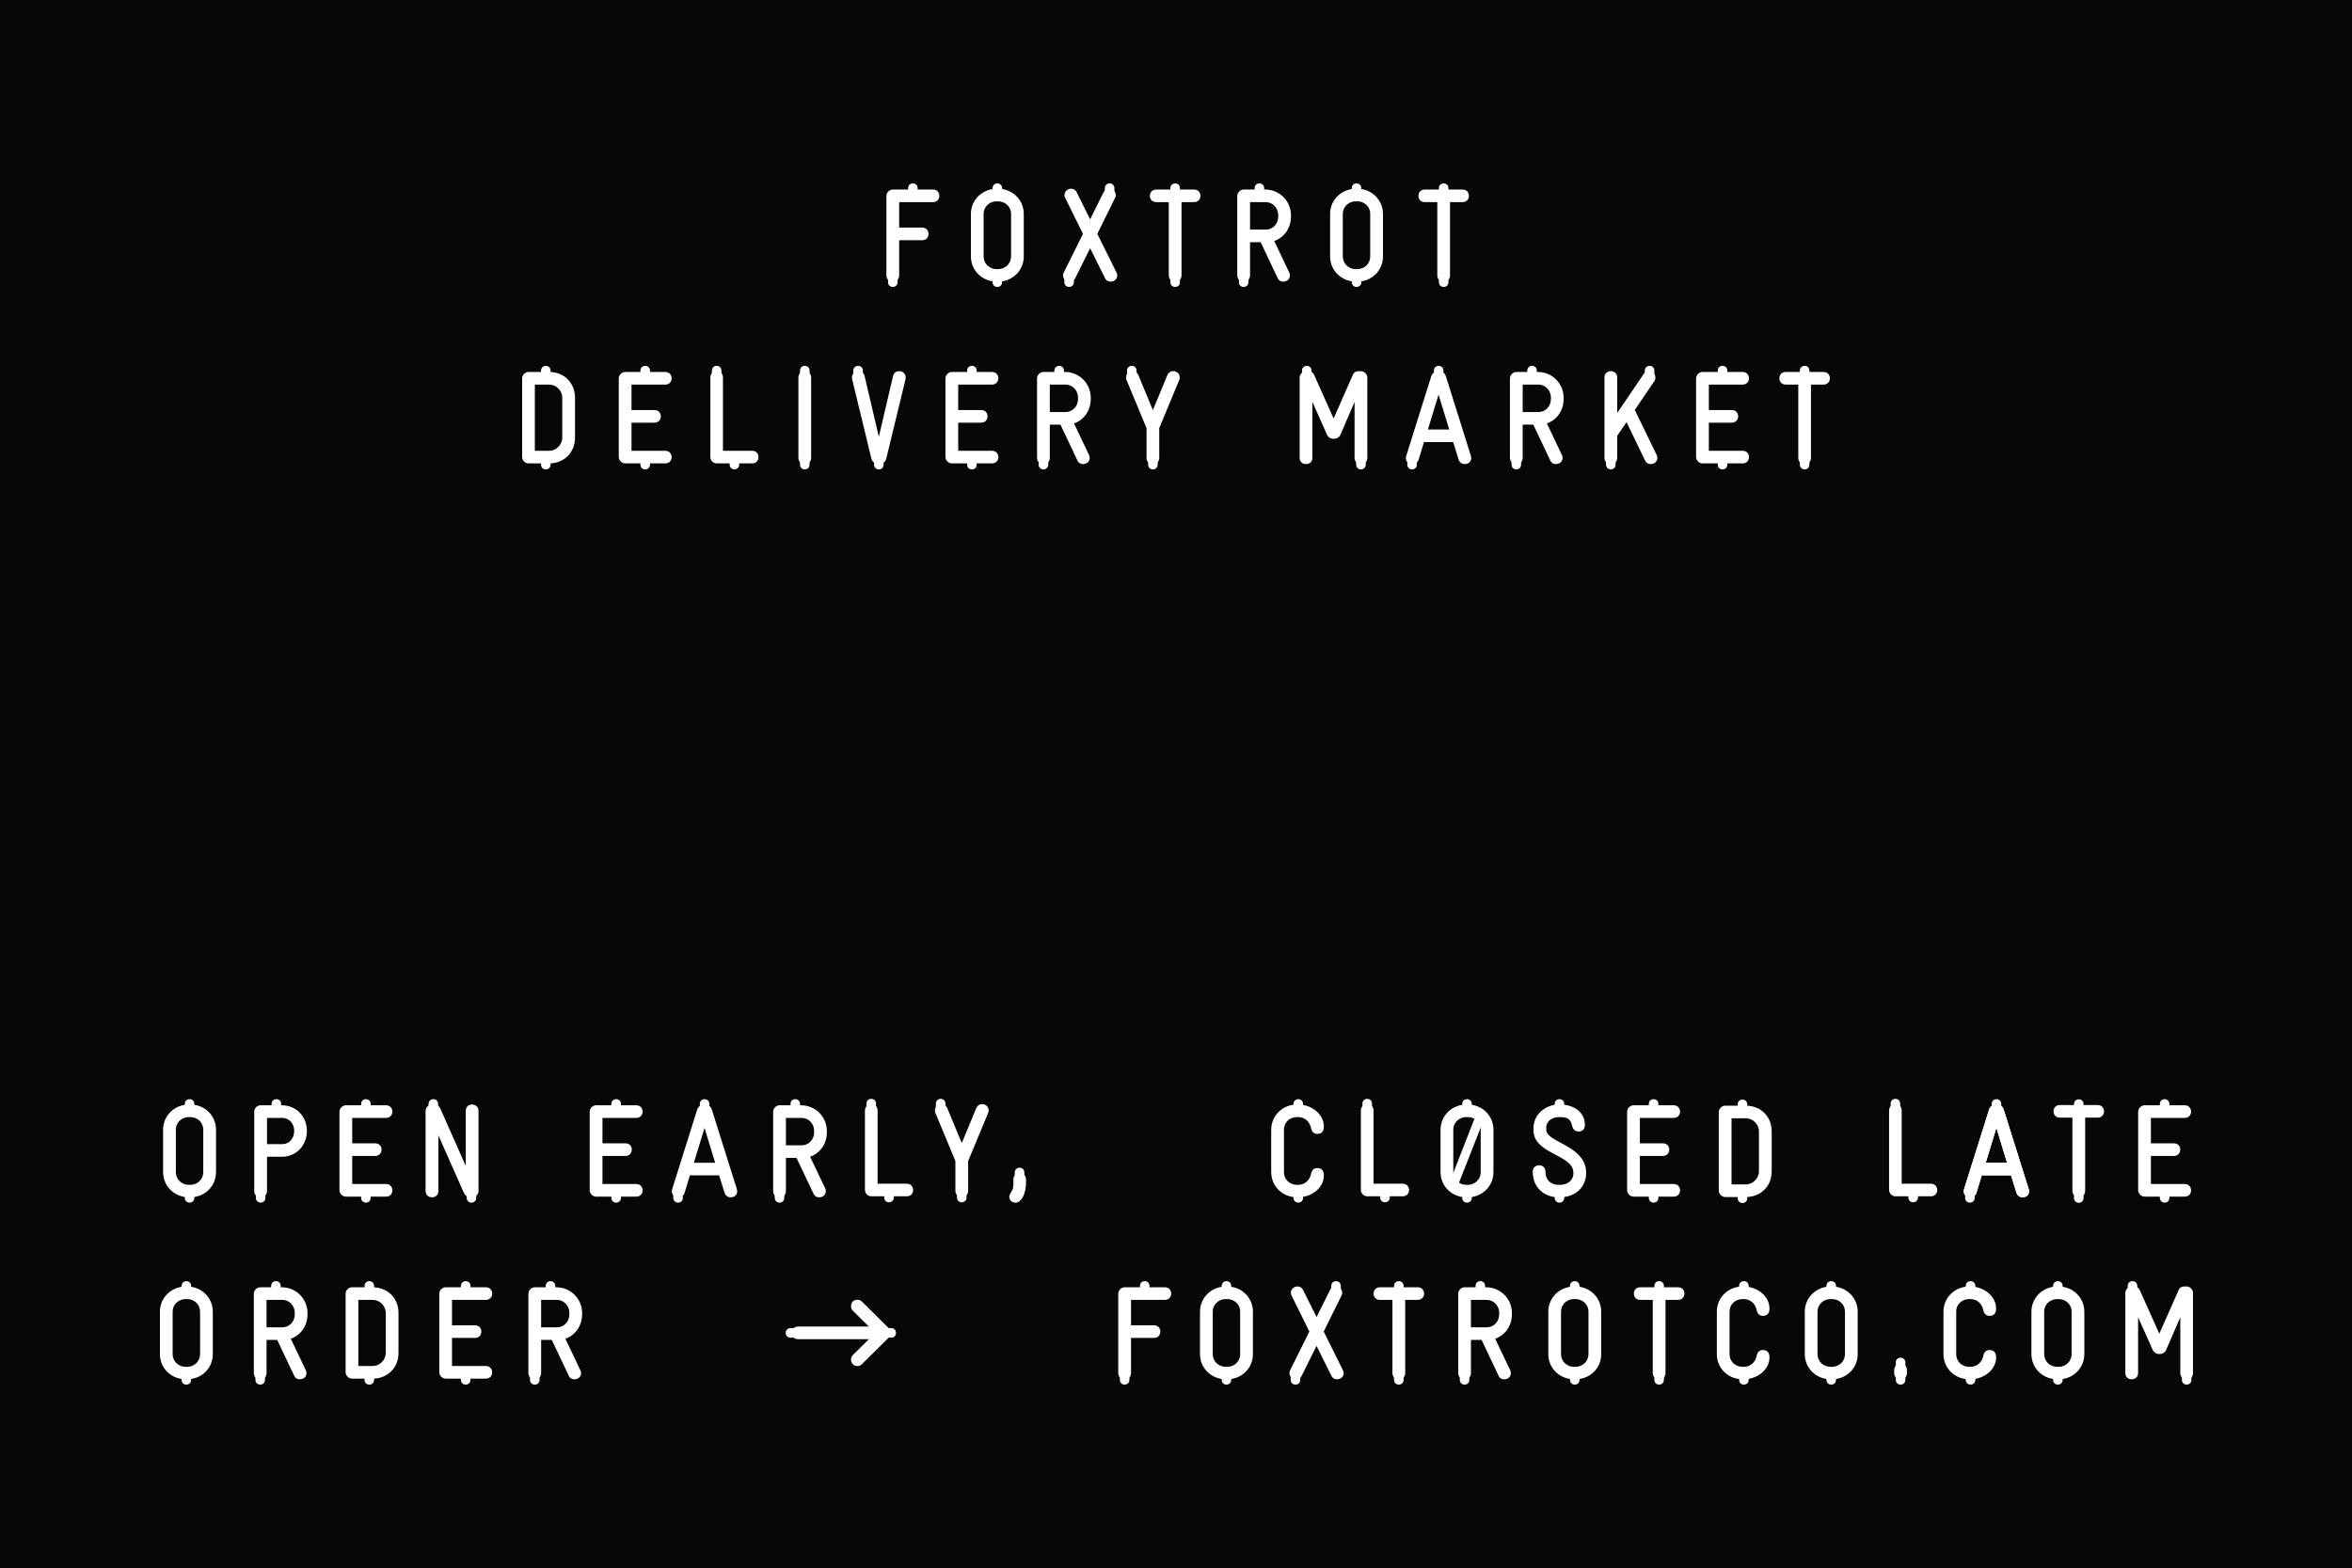 FOXTROT
DELIVERY MARKET
OPEN EARLY, CLØSED LATE
ORDER → FOXTROTCO.COM